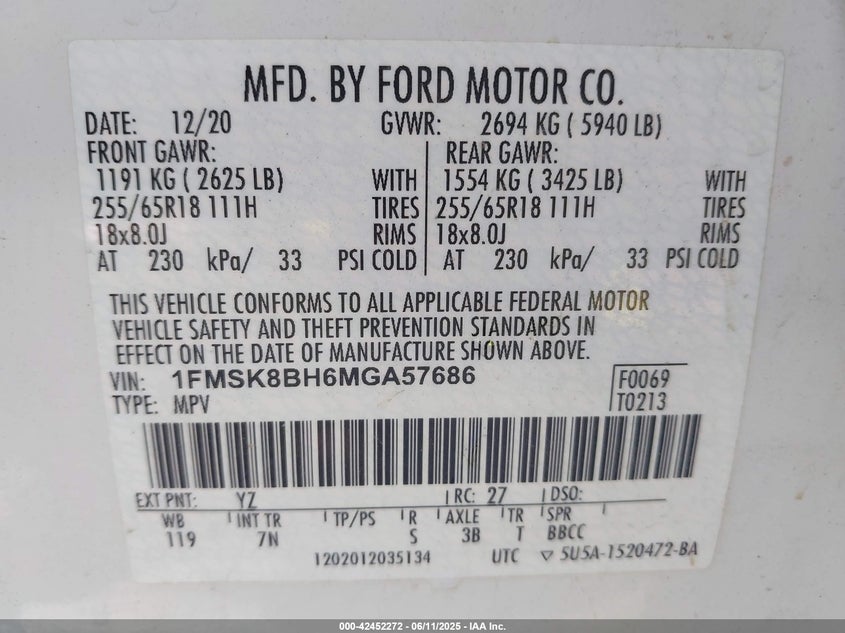 MFD. BY FORD MOTOR CO.
DATE: 12/20 GVWR: 2694 KG ( 5940 LB)
FRONT GAWR: REAR GAWR:
1191 KG ( 2625 LB) WITH 1554 KG ( 3425 LB) WITH
255/65R18 111H TIRES 255/65R18 111H TIRES
18x8.0J RIMS 18x8.0J RIMS
AT 230 kPa/ 33 PSI COLD AT 230 kPa/ 33 PSI COLD
THIS VEHICLE CONFORMS TO ALL APPLICABLE FEDERAL MOTOR
VEHICLE SAFETY AND THEFT PREVENTION STANDARDS IN
EFFECT ON THE DATE OF MANUFACTURE SHOWN ABOVE.
VIN: 1FMSK8BH6MGA57686 F0069
TYPE: MPV T0213
EXT PNT: YZ RC: 27 DSO:
WB INT TR TP/PS R AXLE TR SPR
119 7N S 3B T BBCC
1202012035134 UTC ▽ 5U5A-1520472-BA
000-42452272 - 06/11/2025 - IAA Inc.